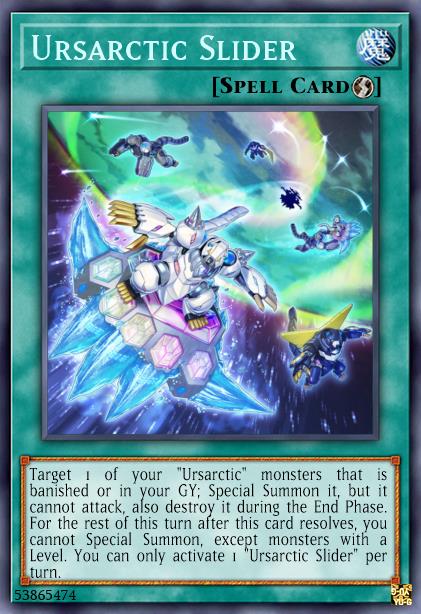 Ursarctic Slider
魔
[Spell Card]
Target 1 of your "Ursarctic" monsters that is
banished or in your GY; Special Summon it, but it
cannot attack, also destroy it during the End Phase.
For the rest of this turn after this card resolves, you
cannot Special Summon, except monsters with a
Level. You can only activate 1 "Ursarctic Slider" per
turn.
53865474